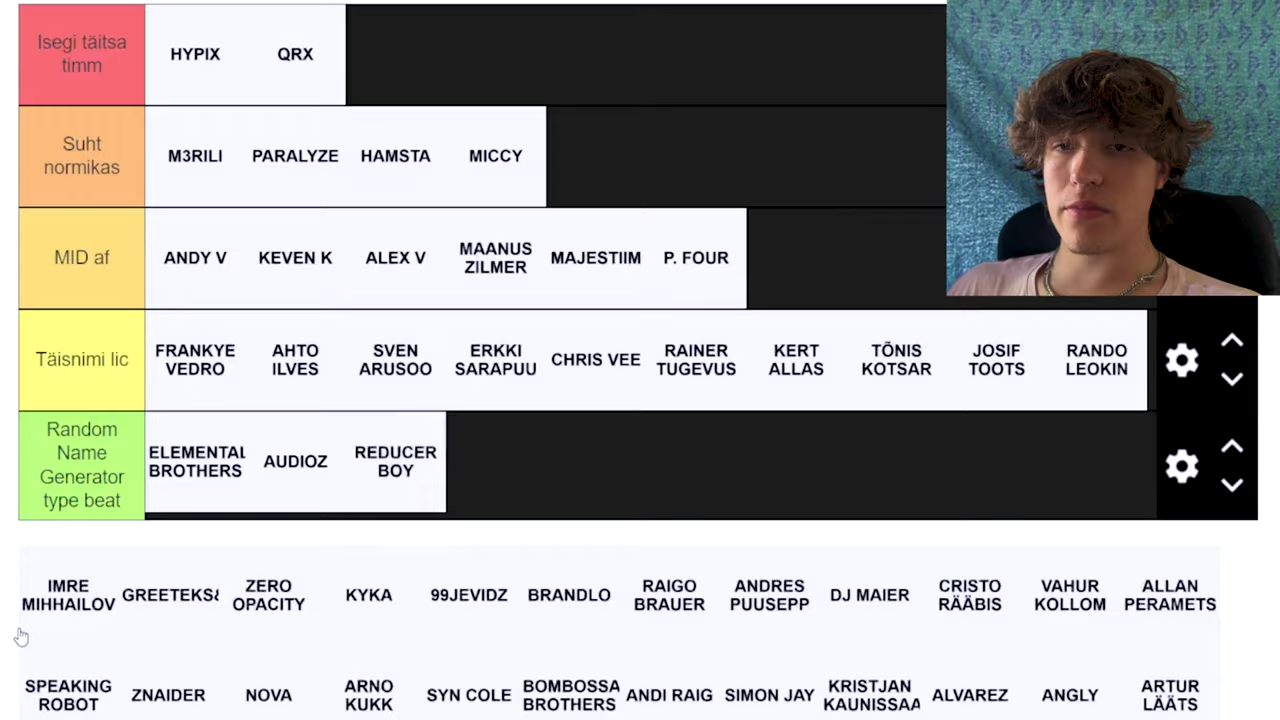 Isegi täitsa
timm
HYPIX
QRX
Suht
normikas
M3RILI
PARALYZE
HAMSTA
MICCY
MID af
ANDY V
KEVEN K
ALEX V
MAANUS
ZILMER
MAJESTIIM
P. FOUR
Täisnimi lic
FRANKYE
VEDRO
AHTO
ILVES
SVEN
ARUSOO
ERKKI
SARAPUU
CHRIS VEE
RAINER
TUGEVUS
KERT
ALLAS
TÕNIS
KOTSAR
JOSIF
TOOTS
RANDO
LEOKIN
Random
Name
Generator
type beat
ELEMENTAL
BROTHERS
AUDIOZ
REDUCER
BOY
IMRE
MIHHAILOV
GREETEKS&
ZERO
OPACITY
KYKA
99JEVIDZ
BRANDLO
RAIGO
BRAUER
ANDRES
PUUSEPP
DJ MAIER
CRISTO
RÄÄBIS
VAHUR
KOLLOM
ALLAN
PERAMETS
SPEAKING
ROBOT
ZNAIDER
NOVA
ARNO
KUKK
SYN COLE
BOMBOSSA
BROTHERS
ANDI RAIG
SIMON JAY
KRISTJAN
KAUNISSAA
ALVAREZ
ANGLY
ARTUR
LÄÄTS